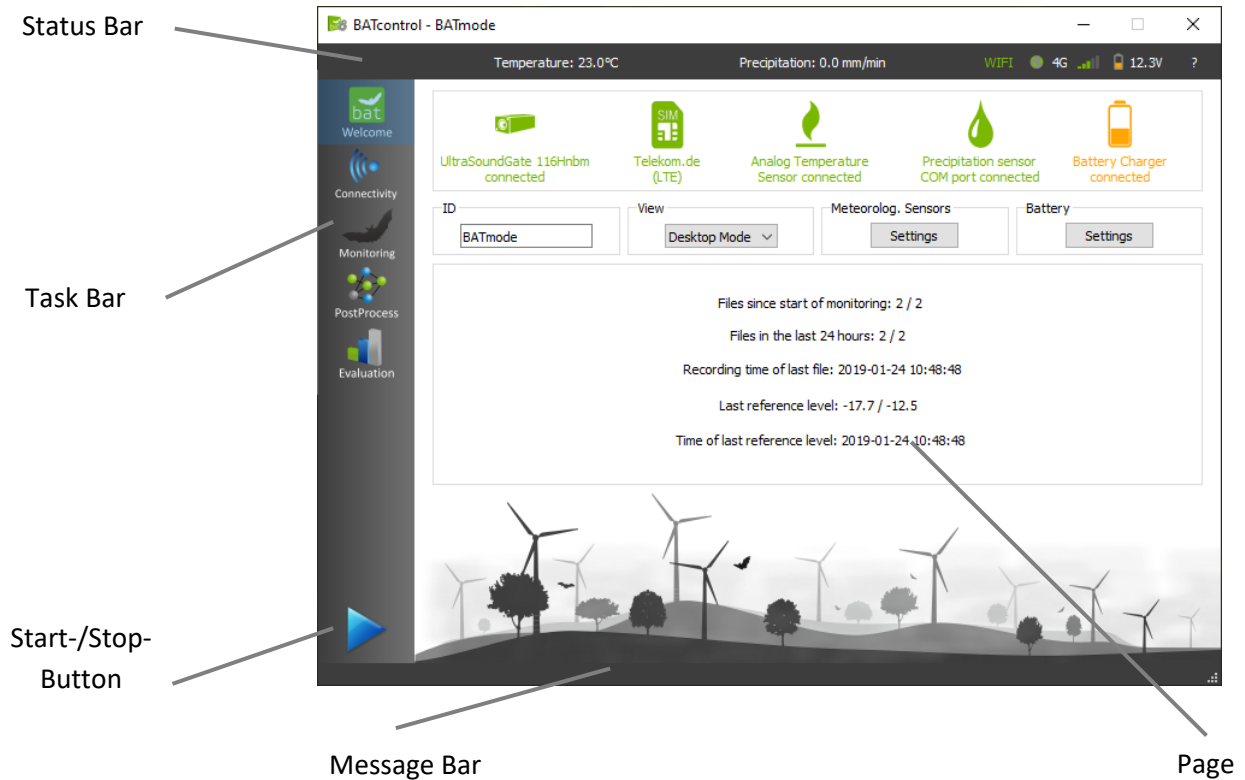 Status Bar
BATcontrol - BATmode
Temperature: 23.0°C
Precipitation: 0.0 mm/min
WIFI
4G
12.3V
?
bat
Welcome
Connectivity
Monitoring
PostProcess
Evaluation
UltraSoundGate 116Hnbm
connected
SIM
Telekom.de
(LTE)
Analog Temperature
Sensor connected
Precipitation sensor
COM port connected
Battery Charger
connected
ID
BATmode
View
Desktop Mode
Meteorolog. Sensors
Settings
Battery
Settings
Files since start of monitoring: 2 / 2
Files in the last 24 hours: 2 / 2
Recording time of last file: 2019-01-24 10:48:48
Last reference level: -17.7 / -12.5
Time of last reference level: 2019-01-24 10:48:48
Task Bar
Start-/Stop-
Button
Message Bar
Page